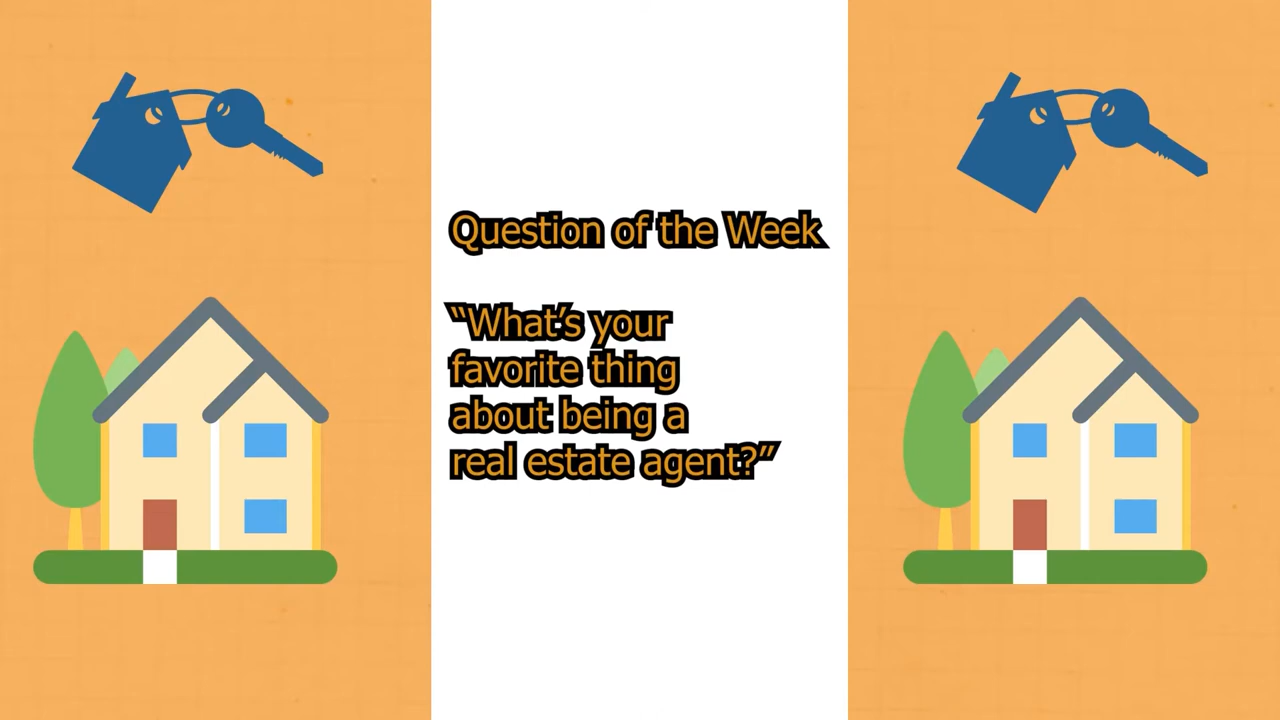 Question of the Week
“What’s your
favorite thing
about being a
real estate agent?”